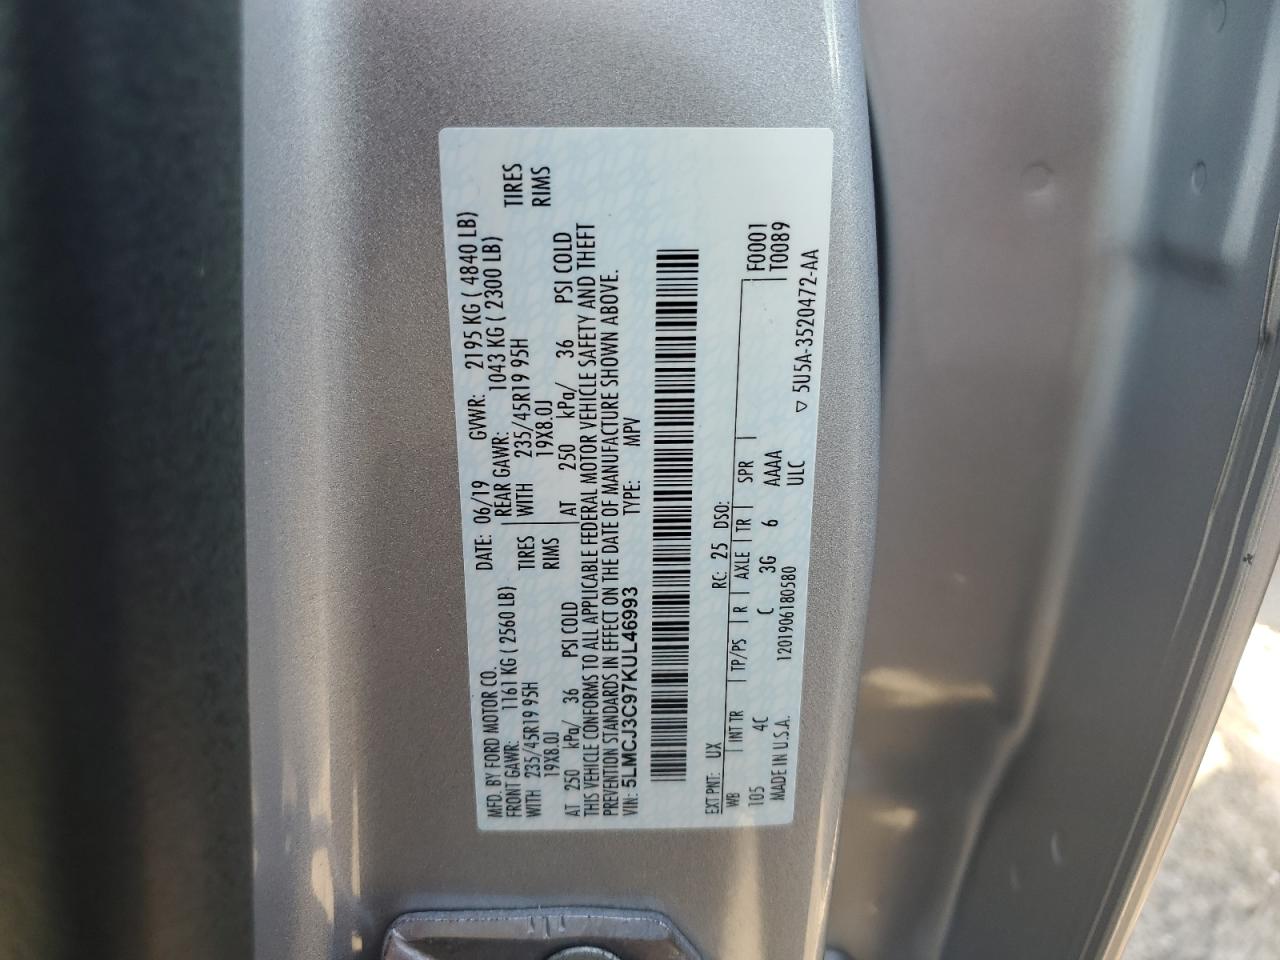 MFD. BY FORD MOTOR CO.
DATE: 06/19 GVWR: 2195 KG ( 4840 LB)
FRONT GAWR: 1161 KG ( 2560 LB) REAR GAWR: 1043 KG ( 2300 LB)
WITH 235/45R19 95H TIRES WITH 235/45R19 95H TIRES
19X8.0J RIMS 19X8.0J RIMS
AT 250 kPa/ 36 PSI COLD AT 250 kPa/ 36 PSI COLD
THIS VEHICLE CONFORMS TO ALL APPLICABLE FEDERAL MOTOR VEHICLE SAFETY AND THEFT
PREVENTION STANDARDS IN EFFECT ON THE DATE OF MANUFACTURE SHOWN ABOVE.
VIN: 5LMCJ3C97KUL46993 TYPE: MPV
EXT PNT: UX RC: 25 DSO:
WB INT TR TP/PS R AXLE TR SPR F0001
T0089
105 4C C 3G 6 AAAA
MADE IN U.S.A. 1201906180580 ULC
▽ 5U5A-3520472-AA